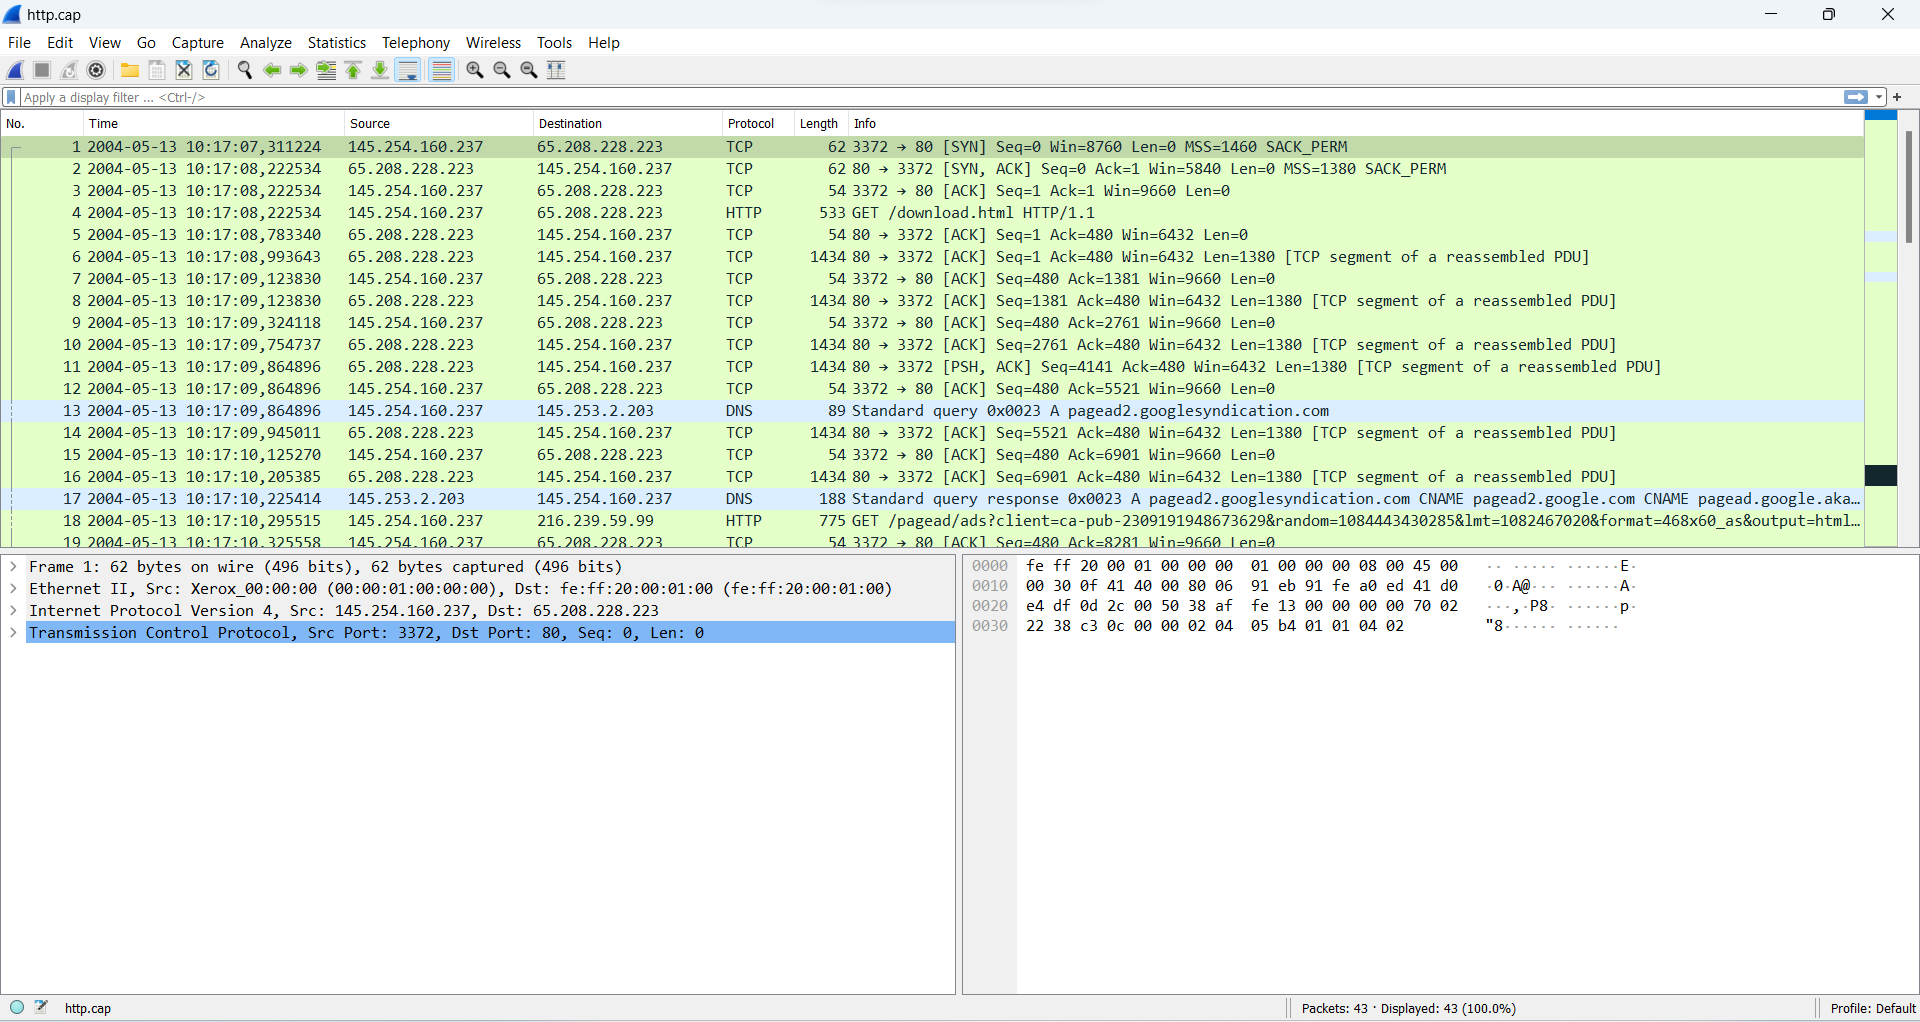 http.cap
File Edit View Go Capture Analyze Statistics Telephony Wireless Tools Help
Apply a display filter ... <Ctrl-/>
No. Time Source Destination Protocol Length Info
1 2004-05-13 10:17:07,311224 145.254.160.237 65.208.228.223 TCP 62 3372 → 80 [SYN] Seq=0 Win=8760 Len=0 MSS=1460 SACK_PERM
2 2004-05-13 10:17:08,222534 65.208.228.223 145.254.160.237 TCP 62 80 → 3372 [SYN, ACK] Seq=0 Ack=1 Win=5840 Len=0 MSS=1380 SACK_PERM
3 2004-05-13 10:17:08,222534 145.254.160.237 65.208.228.223 TCP 54 3372 → 80 [ACK] Seq=1 Ack=1 Win=9660 Len=0
4 2004-05-13 10:17:08,222534 145.254.160.237 65.208.228.223 HTTP 533 GET /download.html HTTP/1.1
5 2004-05-13 10:17:08,783340 65.208.228.223 145.254.160.237 TCP 54 80 → 3372 [ACK] Seq=1 Ack=480 Win=6432 Len=0
6 2004-05-13 10:17:08,993643 65.208.228.223 145.254.160.237 TCP 1434 80 → 3372 [ACK] Seq=1 Ack=480 Win=6432 Len=1380 [TCP segment of a reassembled PDU]
7 2004-05-13 10:17:09,123830 145.254.160.237 65.208.228.223 TCP 54 3372 → 80 [ACK] Seq=480 Ack=1381 Win=9660 Len=0
8 2004-05-13 10:17:09,123830 65.208.228.223 145.254.160.237 TCP 1434 80 → 3372 [ACK] Seq=1381 Ack=480 Win=6432 Len=1380 [TCP segment of a reassembled PDU]
9 2004-05-13 10:17:09,324118 145.254.160.237 65.208.228.223 TCP 54 3372 → 80 [ACK] Seq=480 Ack=2761 Win=9660 Len=0
10 2004-05-13 10:17:09,754737 65.208.228.223 145.254.160.237 TCP 1434 80 → 3372 [ACK] Seq=2761 Ack=480 Win=6432 Len=1380 [TCP segment of a reassembled PDU]
11 2004-05-13 10:17:09,864896 65.208.228.223 145.254.160.237 TCP 1434 80 → 3372 [PSH, ACK] Seq=4141 Ack=480 Win=6432 Len=1380 [TCP segment of a reassembled PDU]
12 2004-05-13 10:17:09,864896 145.254.160.237 65.208.228.223 TCP 54 3372 → 80 [ACK] Seq=480 Ack=5521 Win=9660 Len=0
13 2004-05-13 10:17:09,864896 145.254.160.237 145.253.2.203 DNS 89 Standard query 0x0023 A pagead2.googlesyndication.com
14 2004-05-13 10:17:09,945011 65.208.228.223 145.254.160.237 TCP 1434 80 → 3372 [ACK] Seq=5521 Ack=480 Win=6432 Len=1380 [TCP segment of a reassembled PDU]
15 2004-05-13 10:17:10,125270 145.254.160.237 65.208.228.223 TCP 54 3372 → 80 [ACK] Seq=480 Ack=6901 Win=9660 Len=0
16 2004-05-13 10:17:10,205385 65.208.228.223 145.254.160.237 TCP 1434 80 → 3372 [ACK] Seq=6901 Ack=480 Win=6432 Len=1380 [TCP segment of a reassembled PDU]
17 2004-05-13 10:17:10,225414 145.253.2.203 145.254.160.237 DNS 188 Standard query response 0x0023 A pagead2.googlesyndication.com CNAME pagead2.google.com CNAME pagead.google.aka…
18 2004-05-13 10:17:10,295515 145.254.160.237 216.239.59.99 HTTP 775 GET /pagead/ads?client=ca-pub-2309191948673629&random=1084443430285&lmt=1082467020&format=468x60_as&output=html…
19 2004-05-13 10:17:10,325558 145.254.160.237 65.208.228.223 TCP 54 3372 → 80 [ACK] Seq=480 Ack=8281 Win=9660 Len=0
Frame 1: 62 bytes on wire (496 bits), 62 bytes captured (496 bits)
Ethernet II, Src: Xerox_00:00:00 (00:00:01:00:00:00), Dst: fe:ff:20:00:01:00 (fe:ff:20:00:01:00)
Internet Protocol Version 4, Src: 145.254.160.237, Dst: 65.208.228.223
Transmission Control Protocol, Src Port: 3372, Dst Port: 80, Seq: 0, Len: 0
0000 fe ff 20 00 01 00 00 00 01 00 00 00 08 00 45 00 ·· ····· ······E·
0010 00 30 0f 41 40 00 80 06 91 eb 91 fe a0 ed 41 d0 ·0·A@··· ······A·
0020 e4 df 0d 2c 00 50 38 af fe 13 00 00 00 00 70 02 ···,·P8· ······p·
0030 22 38 c3 0c 00 00 02 04 05 b4 01 01 04 02 "8······ ······
http.cap
Packets: 43 · Displayed: 43 (100.0%)
Profile: Default